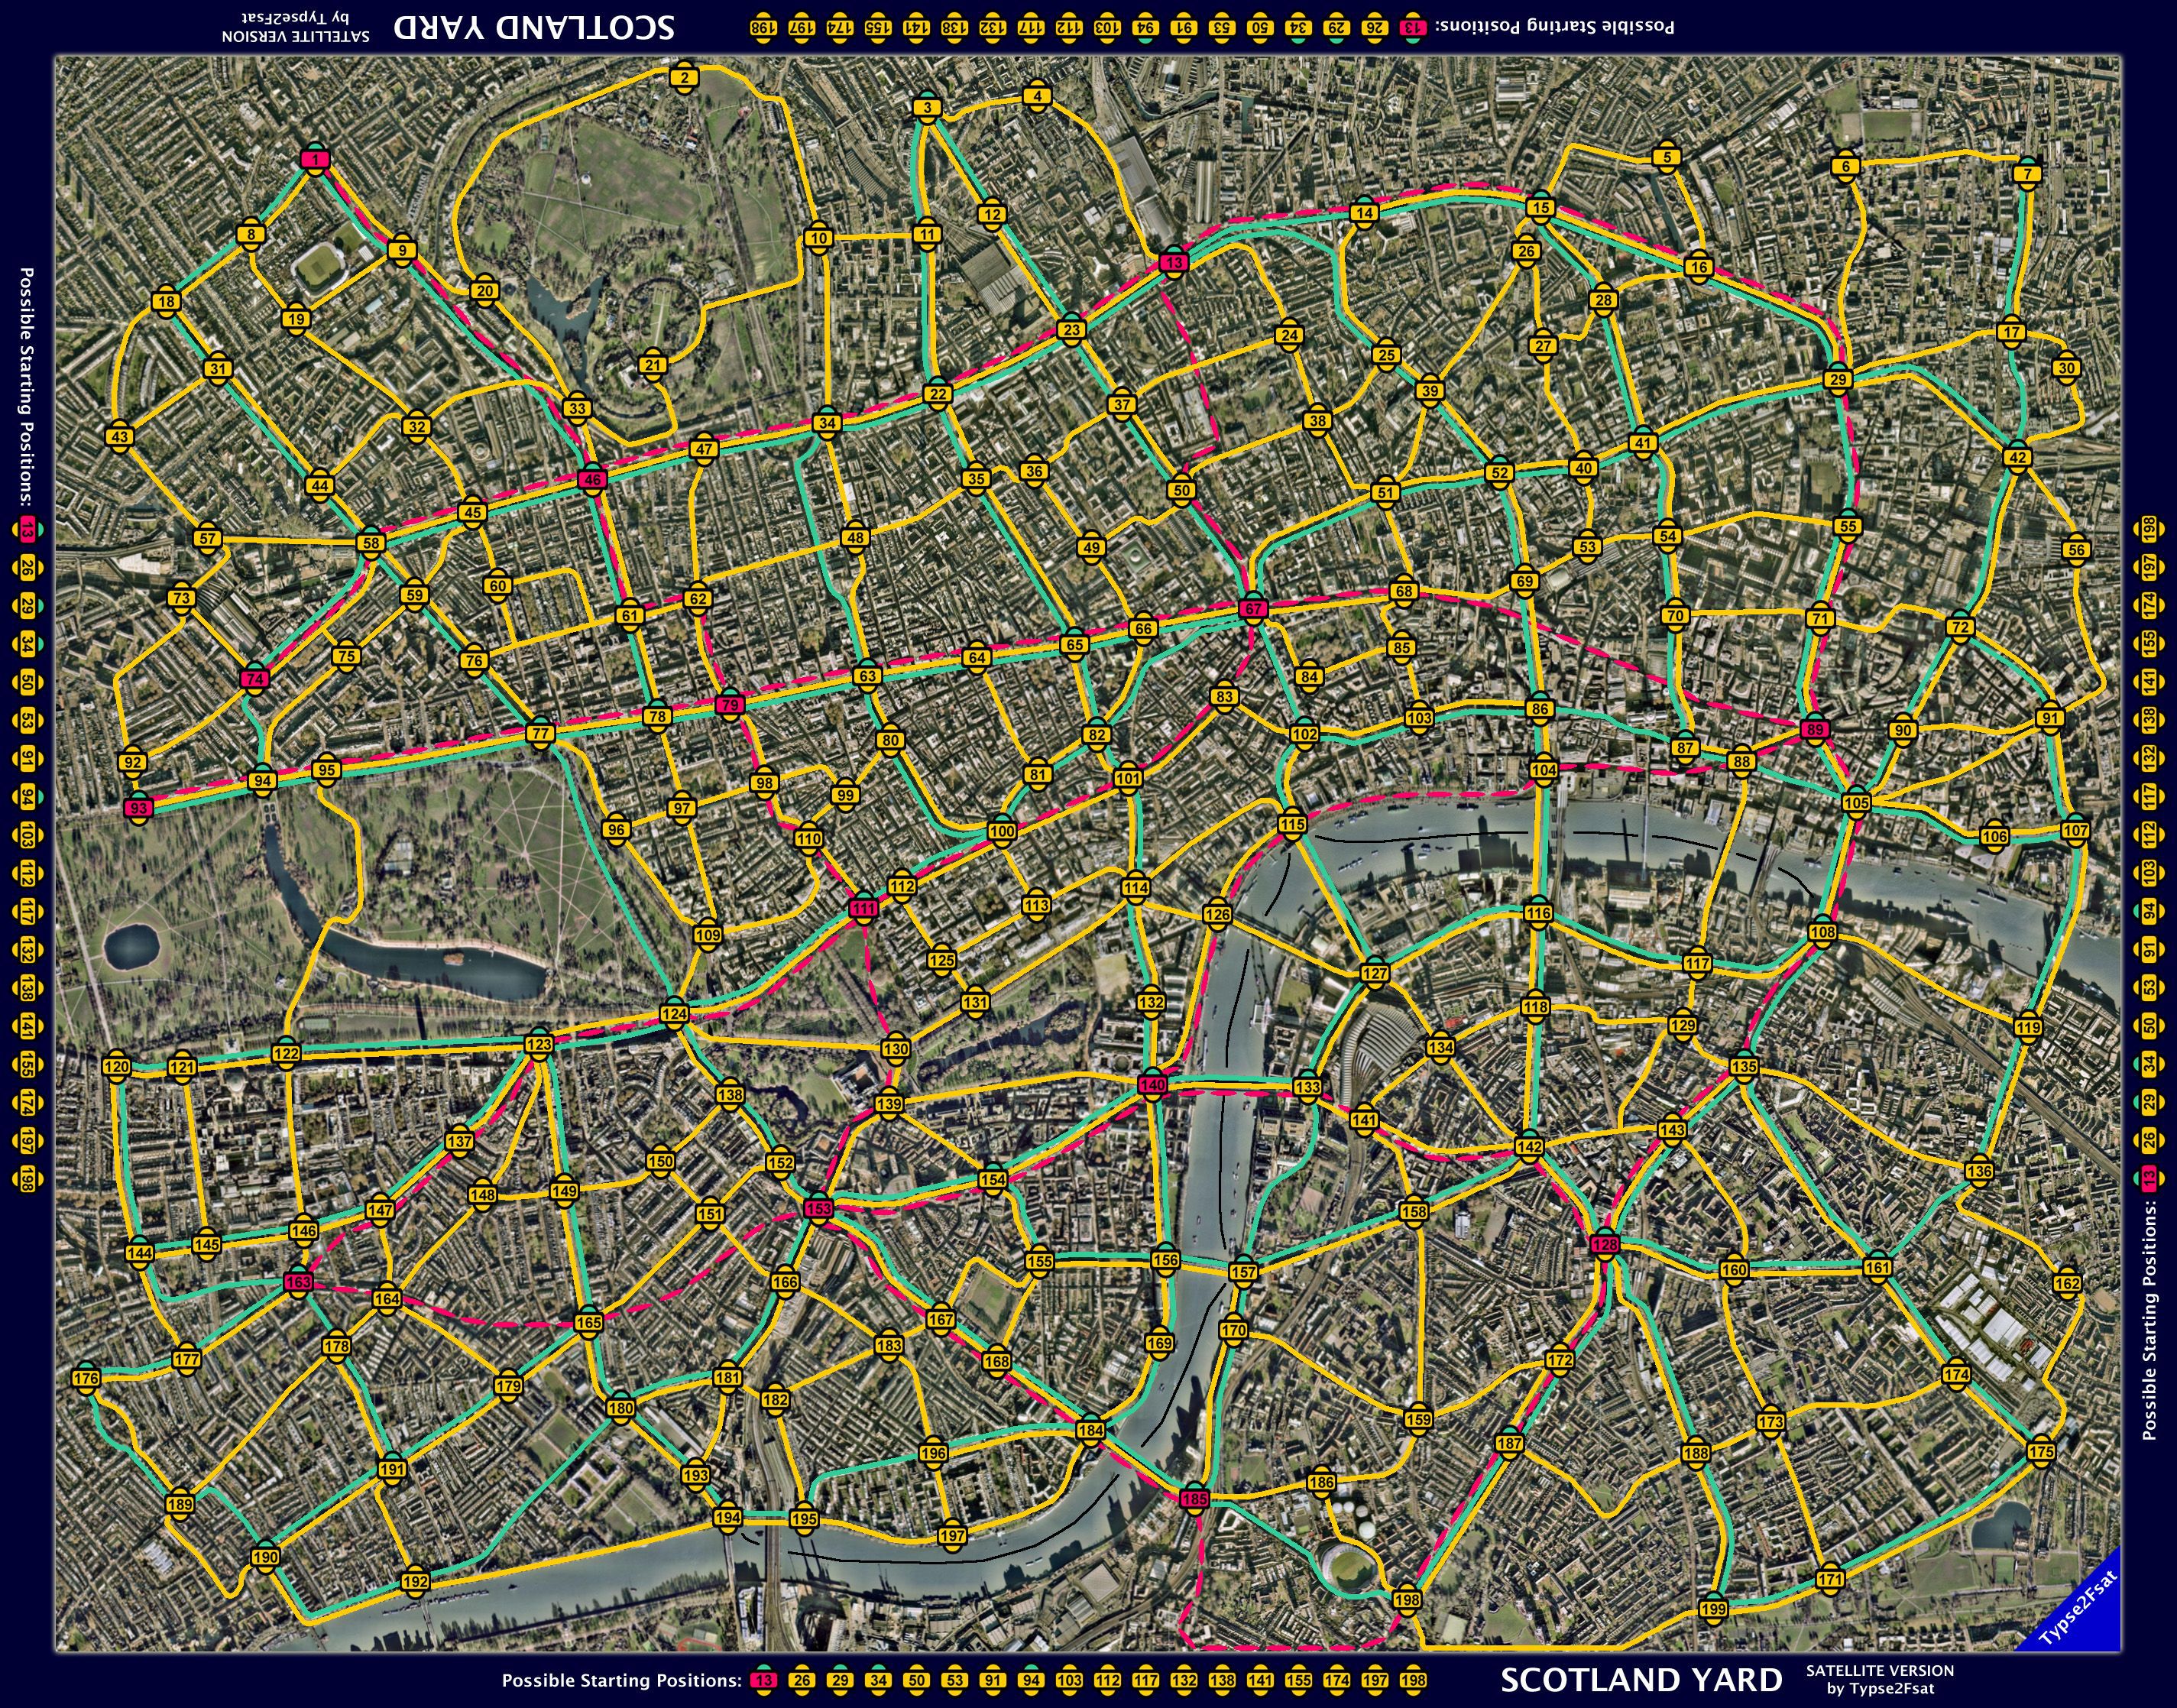 Possible Starting Positions: 13 26 29 34 50 53 91 94 103 112 117 132 138 141 155 174 197 198
SCOTLAND YARD
SATELLITE VERSION
by Typse2Fsat
Possible Starting Positions: 13 26 29 34 50 53 91 94 103 112 117 132 138 141 155 174 197 198
1 2 3 4 5 6 7
8 9 10 11 12 13 14 15 16 17
18 19 20 21 22 23 24 25 26 27 28 29 30
31 32 33 34 35 36 37 38 39 40 41 42
43 44 45 46 47 48 49 50 51 52 53 54 55 56
57 58 59 60 61 62 63 64 65 66 67 68 69 70 71 72
73 74 75 76 77 78 79 80 81 82 83 84 85 86 87 88 89 90 91
92 93 94 95 96 97 98 99 100 101 102 103 104 105 106 107
108 109 110 111 112 113 114 115 116 117 118 119
120 121 122 123 124 125 126 127 128 129 130 131 132 133 134 135 136
137 138 139 140 141 142 143
144 145 146 147 148 149 150 151 152 153 154 155 156 157 158 159 160 161 162
163 164 165 166 167 168 169 170 171 172 173 174 175
176 177 178 179 180 181 182 183 184 185 186 187 188
189 190 191 192 193 194 195 196 197 198 199
Typse2Fsat
Possible Starting Positions: 13 26 29 34 50 53 91 94 103 112 117 132 138 141 155 174 197 198
Possible Starting Positions: 13 26 29 34 50 53 91 94 103 112 117 132 138 141 155 174 197 198
SCOTLAND YARD
SATELLITE VERSION
by Typse2Fsat